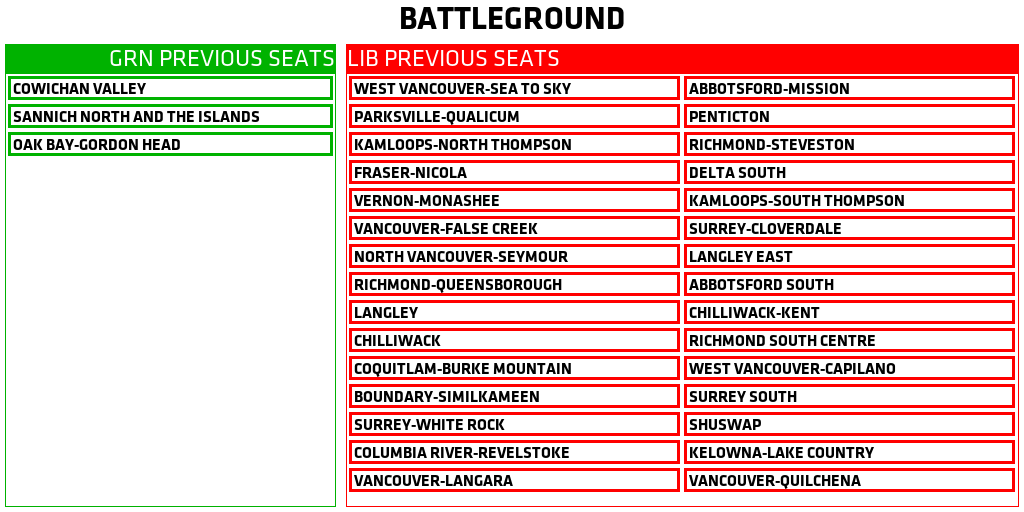 BATTLEGROUND
GRN PREVIOUS SEATS
COWICHAN VALLEY
SANNICH NORTH AND THE ISLANDS
OAK BAY-GORDON HEAD
LIB PREVIOUS SEATS
WEST VANCOUVER-SEA TO SKY
PARKSVILLE-QUALICUM
KAMLOOPS-NORTH THOMPSON
FRASER-NICOLA
VERNON-MONASHEE
VANCOUVER-FALSE CREEK
NORTH VANCOUVER-SEYMOUR
RICHMOND-QUEENSBOROUGH
LANGLEY
CHILLIWACK
COQUITLAM-BURKE MOUNTAIN
BOUNDARY-SIMILKAMEEN
SURREY-WHITE ROCK
COLUMBIA RIVER-REVELSTOKE
VANCOUVER-LANGARA
ABBOTSFORD-MISSION
PENTICTON
RICHMOND-STEVESTON
DELTA SOUTH
KAMLOOPS-SOUTH THOMPSON
SURREY-CLOVERDALE
LANGLEY EAST
ABBOTSFORD SOUTH
CHILLIWACK-KENT
RICHMOND SOUTH CENTRE
WEST VANCOUVER-CAPILANO
SURREY SOUTH
SHUSWAP
KELOWNA-LAKE COUNTRY
VANCOUVER-QUILCHENA